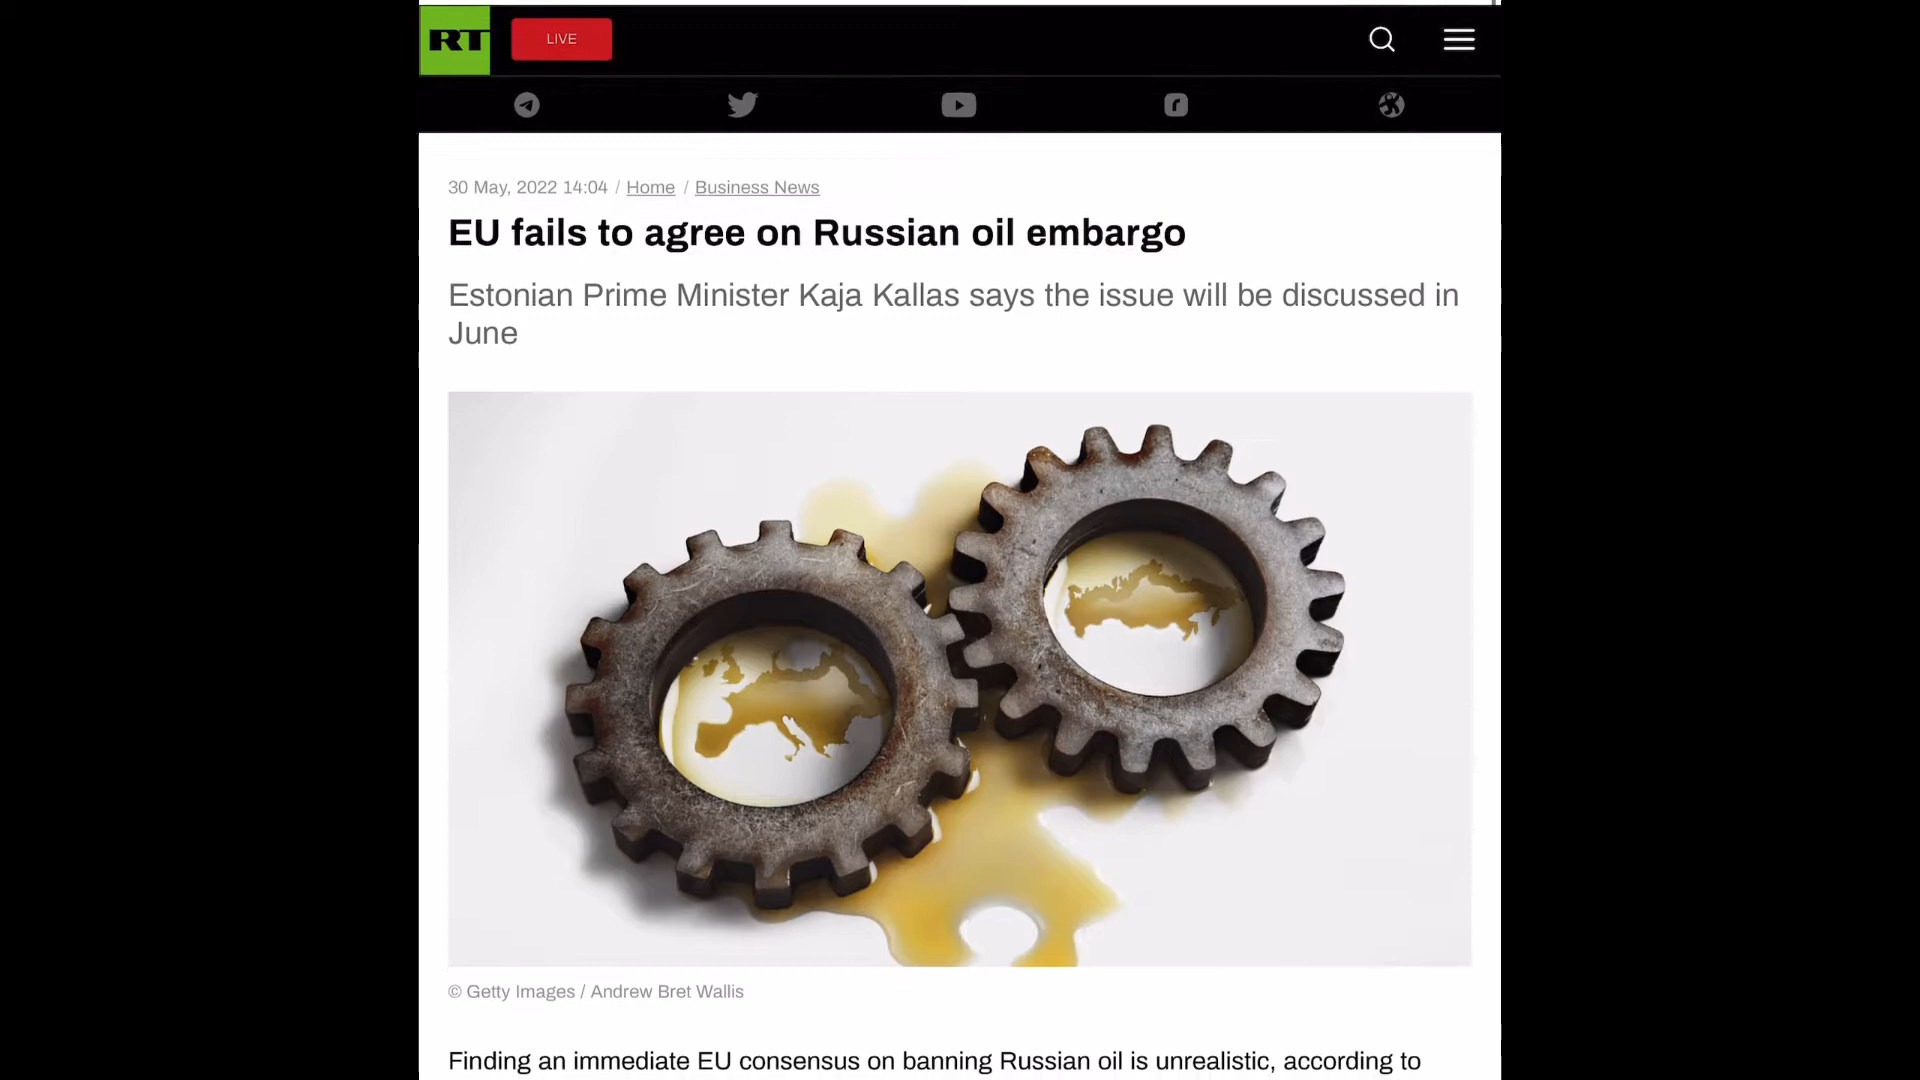 RT
LIVE
30 May, 2022 14:04 / Home / Business News
EU fails to agree on Russian oil embargo
Estonian Prime Minister Kaja Kallas says the issue will be discussed in
June
© Getty Images / Andrew Bret Wallis
Finding an immediate EU consensus on banning Russian oil is unrealistic, according to